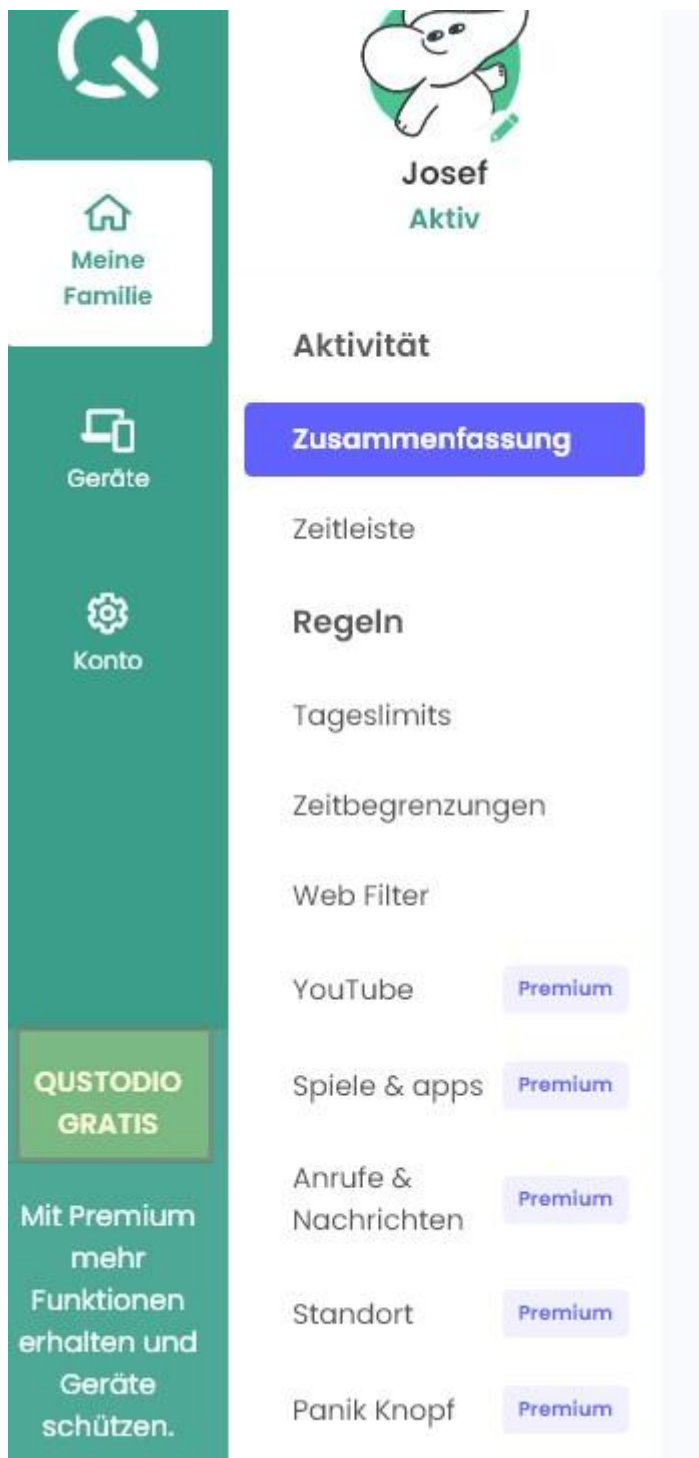 Meine
Familie
Geräte
Konto
QUSTODIO
GRATIS
Mit Premium
mehr
Funktionen
erhalten und
Geräte
schützen.
Josef
Aktiv
Aktivität
Zusammenfassung
Zeitleiste
Regeln
Tageslimits
Zeitbegrenzungen
Web Filter
YouTube Premium
Spiele & apps Premium
Anrufe &
Nachrichten Premium
Standort Premium
Panik Knopf Premium